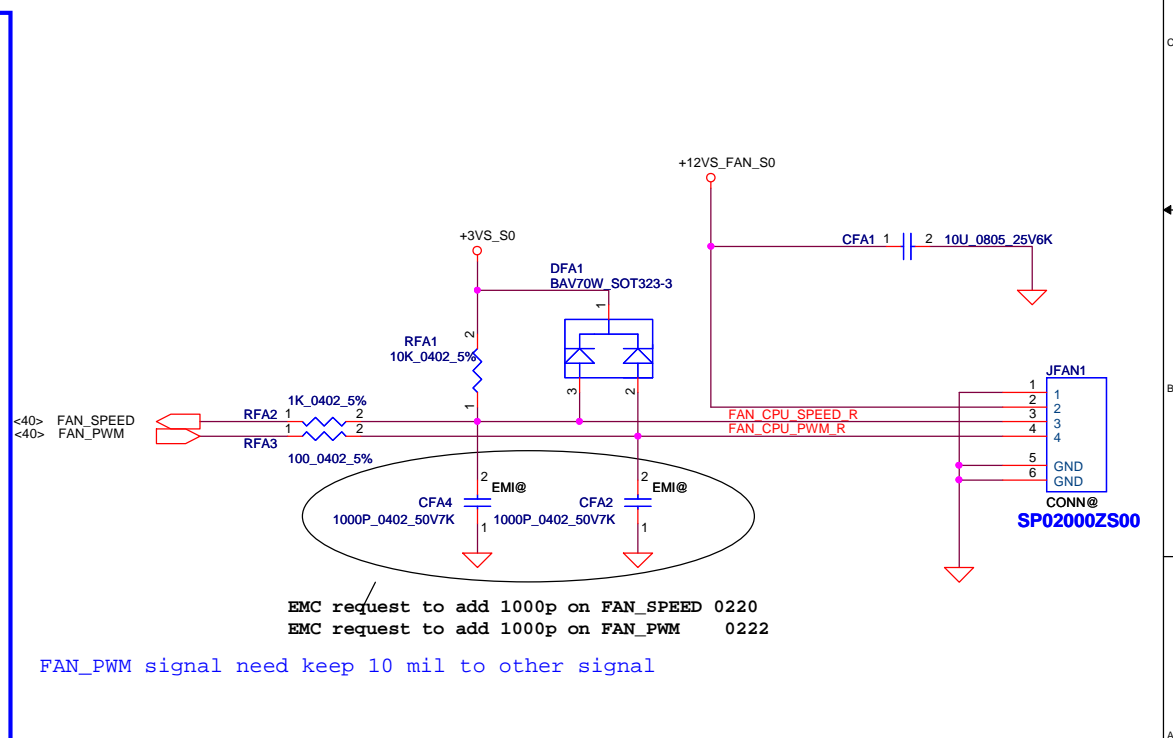 C
+12VS_FAN_S0
+3VS_S0
CFA1 1 2 10U_0805_25V6K
DFA1
BAV70W_SOT323-3
1
2
RFA1
10K_0402_5%
1
3
2
JFAN1
1 1
2 2
3 3
4 4
5 GND
6 GND
CONN@
SP02000ZS00
B
1K_0402_5%
<40> FAN_SPEED RFA2 1 2 FAN_CPU_SPEED_R
<40> FAN_PWM RFA3 1 2 FAN_CPU_PWM_R
100_0402_5%
2 EMI@ 2 EMI@
CFA4 CFA2
1000P_0402_50V7K 1000P_0402_50V7K
1 1
EMC request to add 1000p on FAN_SPEED 0220
EMC request to add 1000p on FAN_PWM 0222
FAN_PWM signal need keep 10 mil to other signal
A